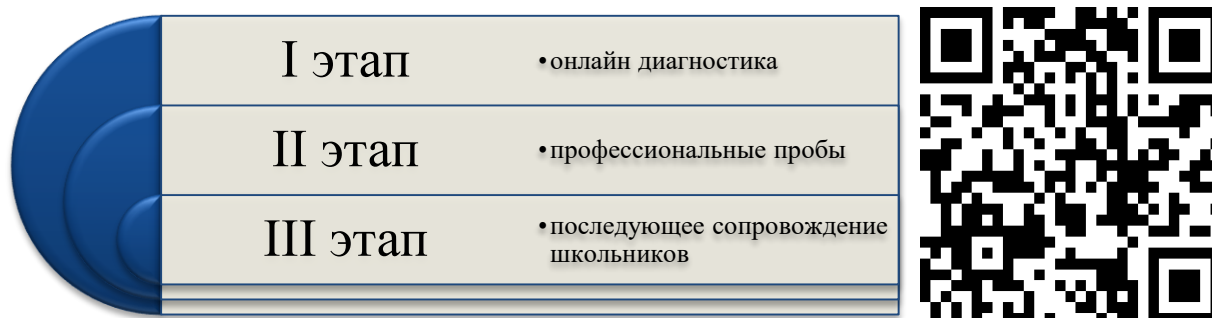 I этап
•онлайн диагностика
II этап
•профессиональные пробы
III этап
•последующее сопровождение
школьников